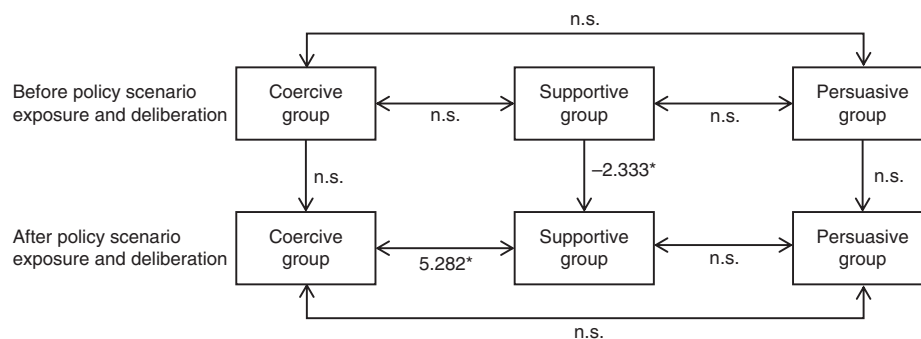 n.s.
Before policy scenario
exposure and deliberation
Coercive
group
n.s.
Supportive
group
n.s.
Persuasive
group
n.s.
–2.333*
n.s.
After policy scenario
exposure and deliberation
Coercive
group
5.282*
Supportive
group
n.s.
Persuasive
group
n.s.